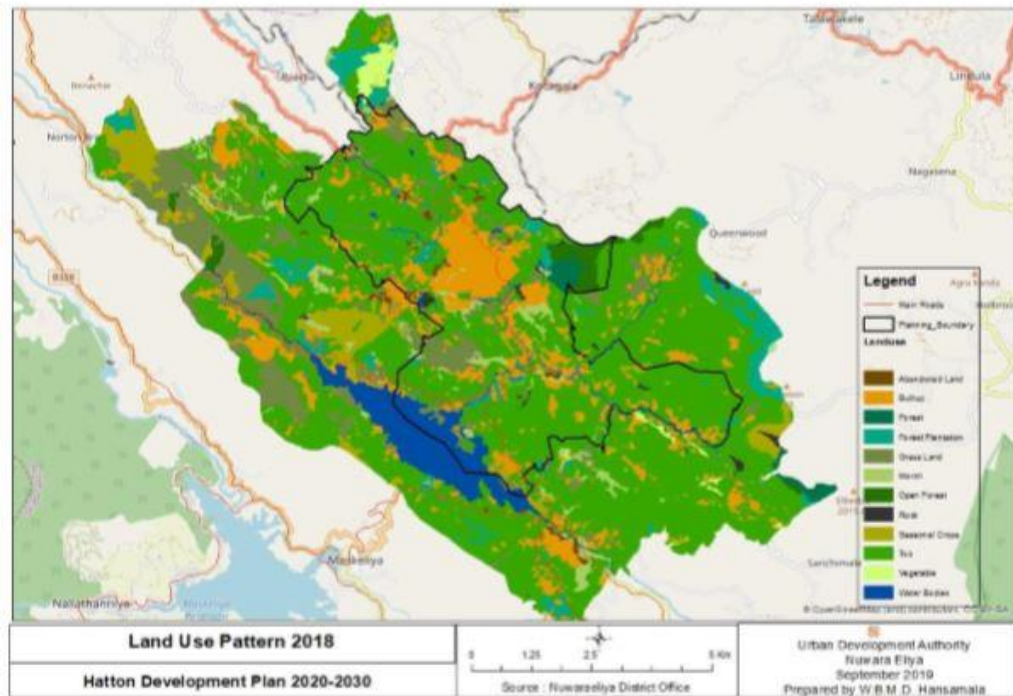 Talawakele
Lindula
Kotagala
Norton
Nagasena
Queenwood
B338
Maskeliya
Nallathanniya
Legend
Main Roads
Planning_Boundary
Landuse
Abandoned Land
Builtup
Forest
Forest Plantation
Grass Land
Marsh
Open Forest
Rock
Seasonal Crops
Tea
Vegetable
Water Bodies
Land Use Pattern 2018
Hatton Development Plan 2020-2030
0 1.25 2.5 5 Km
Source : Nuwaraeliya District Office
Urban Development Authority
Nuwara Eliya
September 2019
Prepared by W.B.M.D. Hansamala